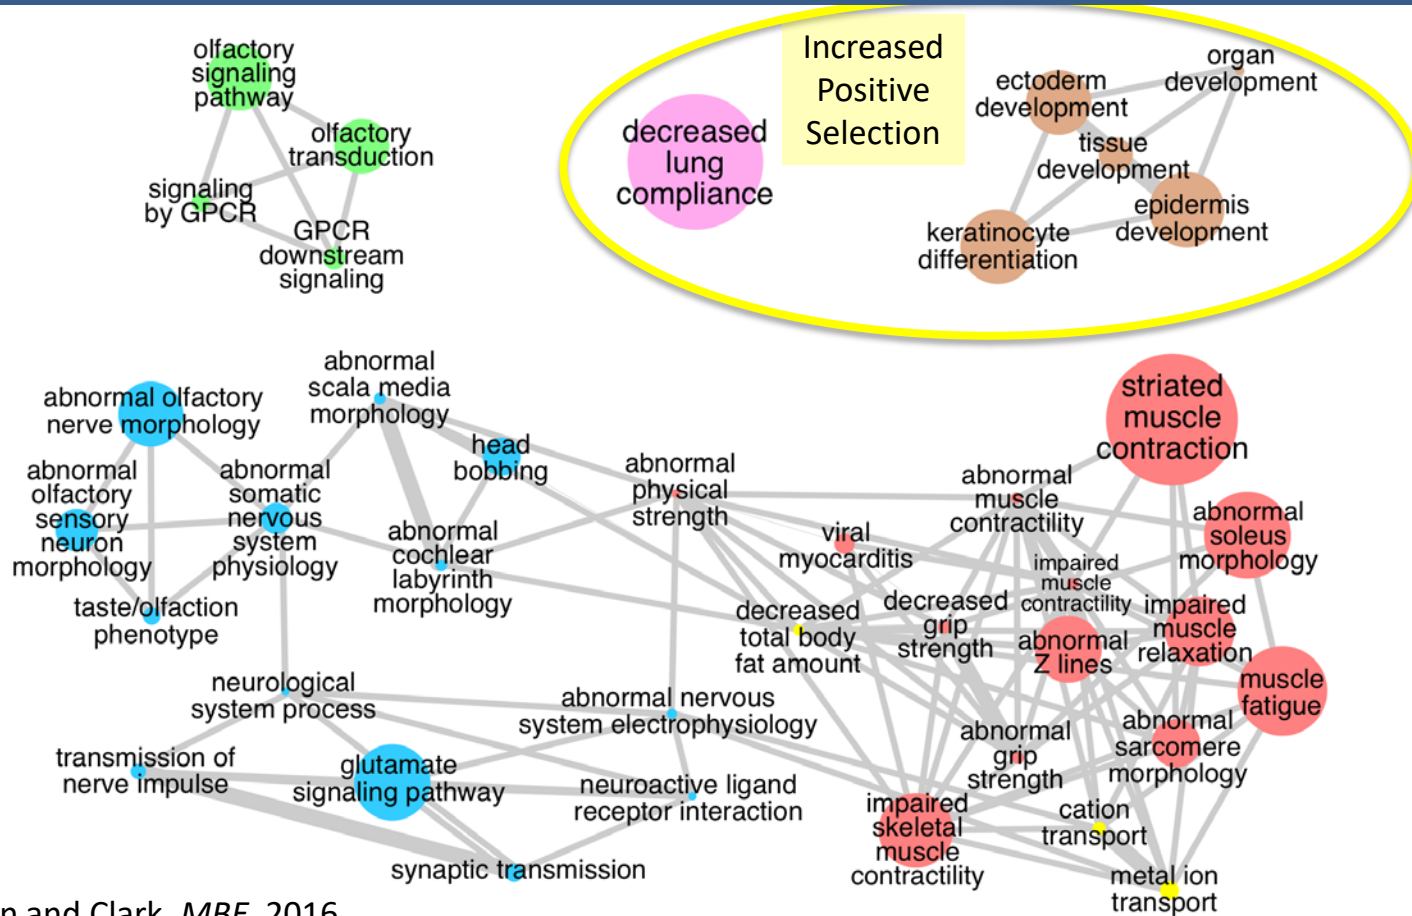 olfactory
signaling
pathway
olfactory
transduction
signaling
by GPCR
GPCR
downstream
signaling
decreased
lung
compliance
Increased
Positive
Selection
ectoderm
development
organ
development
tissue
development
epidermis
development
keratinocyte
differentiation
abnormal olfactory
nerve morphology
abnormal
scala media
morphology
head
bobbing
abnormal
olfactory
sensory
neuron
morphology
abnormal
somatic
nervous
system
physiology
abnormal
cochlear
labyrinth
morphology
taste/olfaction
phenotype
abnormal
physical
strength
viral
myocarditis
abnormal
muscle
contractility
striated
muscle
contraction
abnormal
soleus
morphology
impaired
muscle
contractility
decreased
total body
fat amount
decreased
grip
strength
abnormal
Z lines
impaired
muscle
relaxation
muscle
fatigue
neurological
system process
abnormal nervous
system electrophysiology
abnormal
grip
strength
abnormal
sarcomere
morphology
transmission of
nerve impulse
glutamate
signaling pathway
neuroactive ligand
receptor interaction
impaired
skeletal
muscle
contractility
cation
transport
synaptic transmission
metal ion
transport
and Clark, MBE, 2016